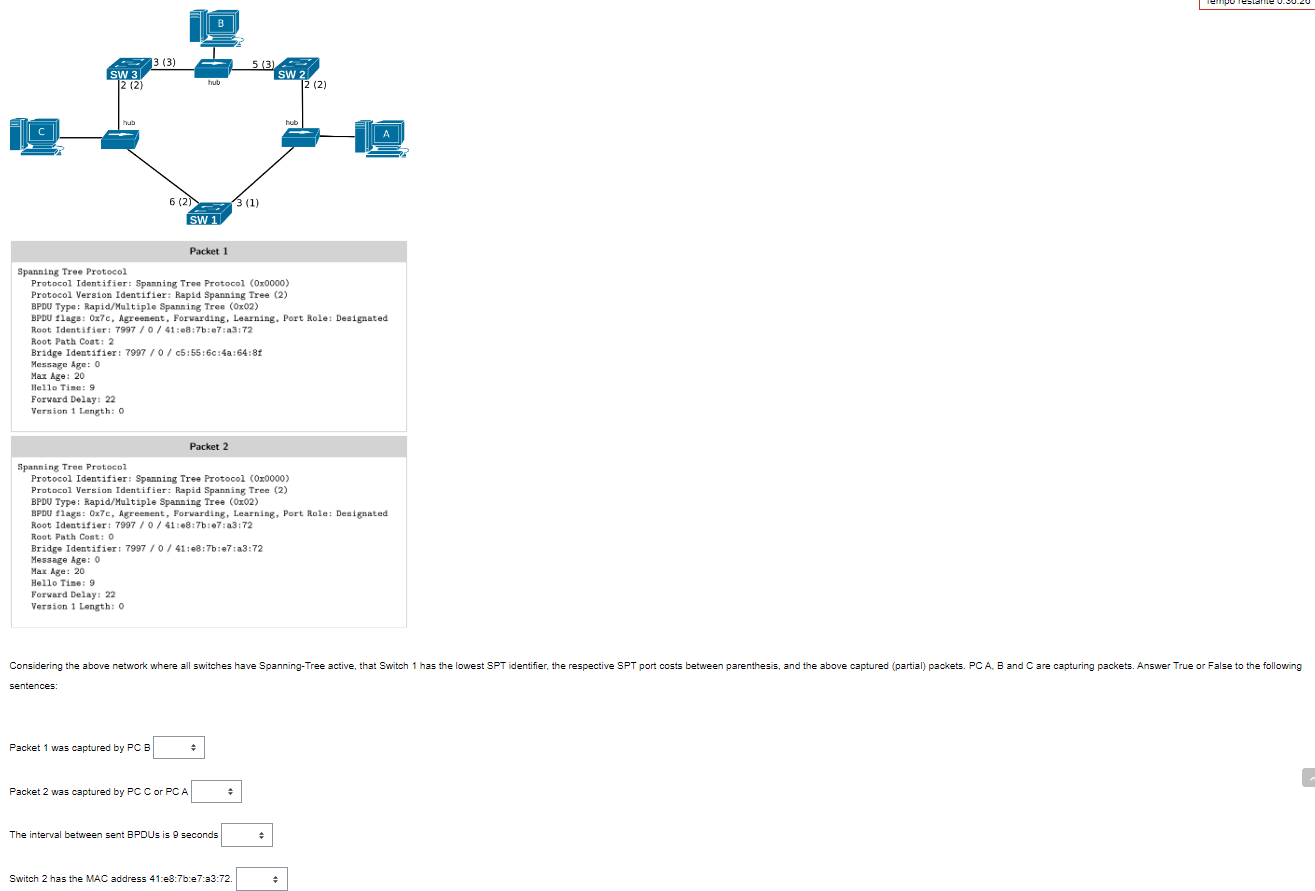 Tempo restante 0:36:26
B
3 (3)
5 (3)
SW 3
SW 2
hub
2 (2)
2 (2)
hub
hub
C
A
6 (2)
3 (1)
SW 1
Packet 1
Spanning Tree Protocol
Protocol Identifier: Spanning Tree Protocol (0x0000)
Protocol Version Identifier: Rapid Spanning Tree (2)
BPDU Type: Rapid/Multiple Spanning Tree (0x02)
BPDU flags: 0x7c, Agreement, Forwarding, Learning, Port Role: Designated
Root Identifier: 7997 / 0 / 41:e8:7b:e7:a3:72
Root Path Cost: 2
Bridge Identifier: 7997 / 0 / c5:55:6c:4a:64:8f
Message Age: 0
Max Age: 20
Hello Time: 9
Forward Delay: 22
Version 1 Length: 0
Packet 2
Spanning Tree Protocol
Protocol Identifier: Spanning Tree Protocol (0x0000)
Protocol Version Identifier: Rapid Spanning Tree (2)
BPDU Type: Rapid/Multiple Spanning Tree (0x02)
BPDU flags: 0x7c, Agreement, Forwarding, Learning, Port Role: Designated
Root Identifier: 7997 / 0 / 41:e8:7b:e7:a3:72
Root Path Cost: 0
Bridge Identifier: 7997 / 0 / 41:e8:7b:e7:a3:72
Message Age: 0
Max Age: 20
Hello Time: 9
Forward Delay: 22
Version 1 Length: 0
Considering the above network where all switches have Spanning-Tree active, that Switch 1 has the lowest SPT identifier, the respective SPT port costs between parenthesis, and the above captured (partial) packets. PC A, B and C are capturing packets. Answer True or False to the following
sentences:
Packet 1 was captured by PC B
Packet 2 was captured by PC C or PC A
The interval between sent BPDUs is 9 seconds
Switch 2 has the MAC address 41:e8:7b:e7:a3:72.